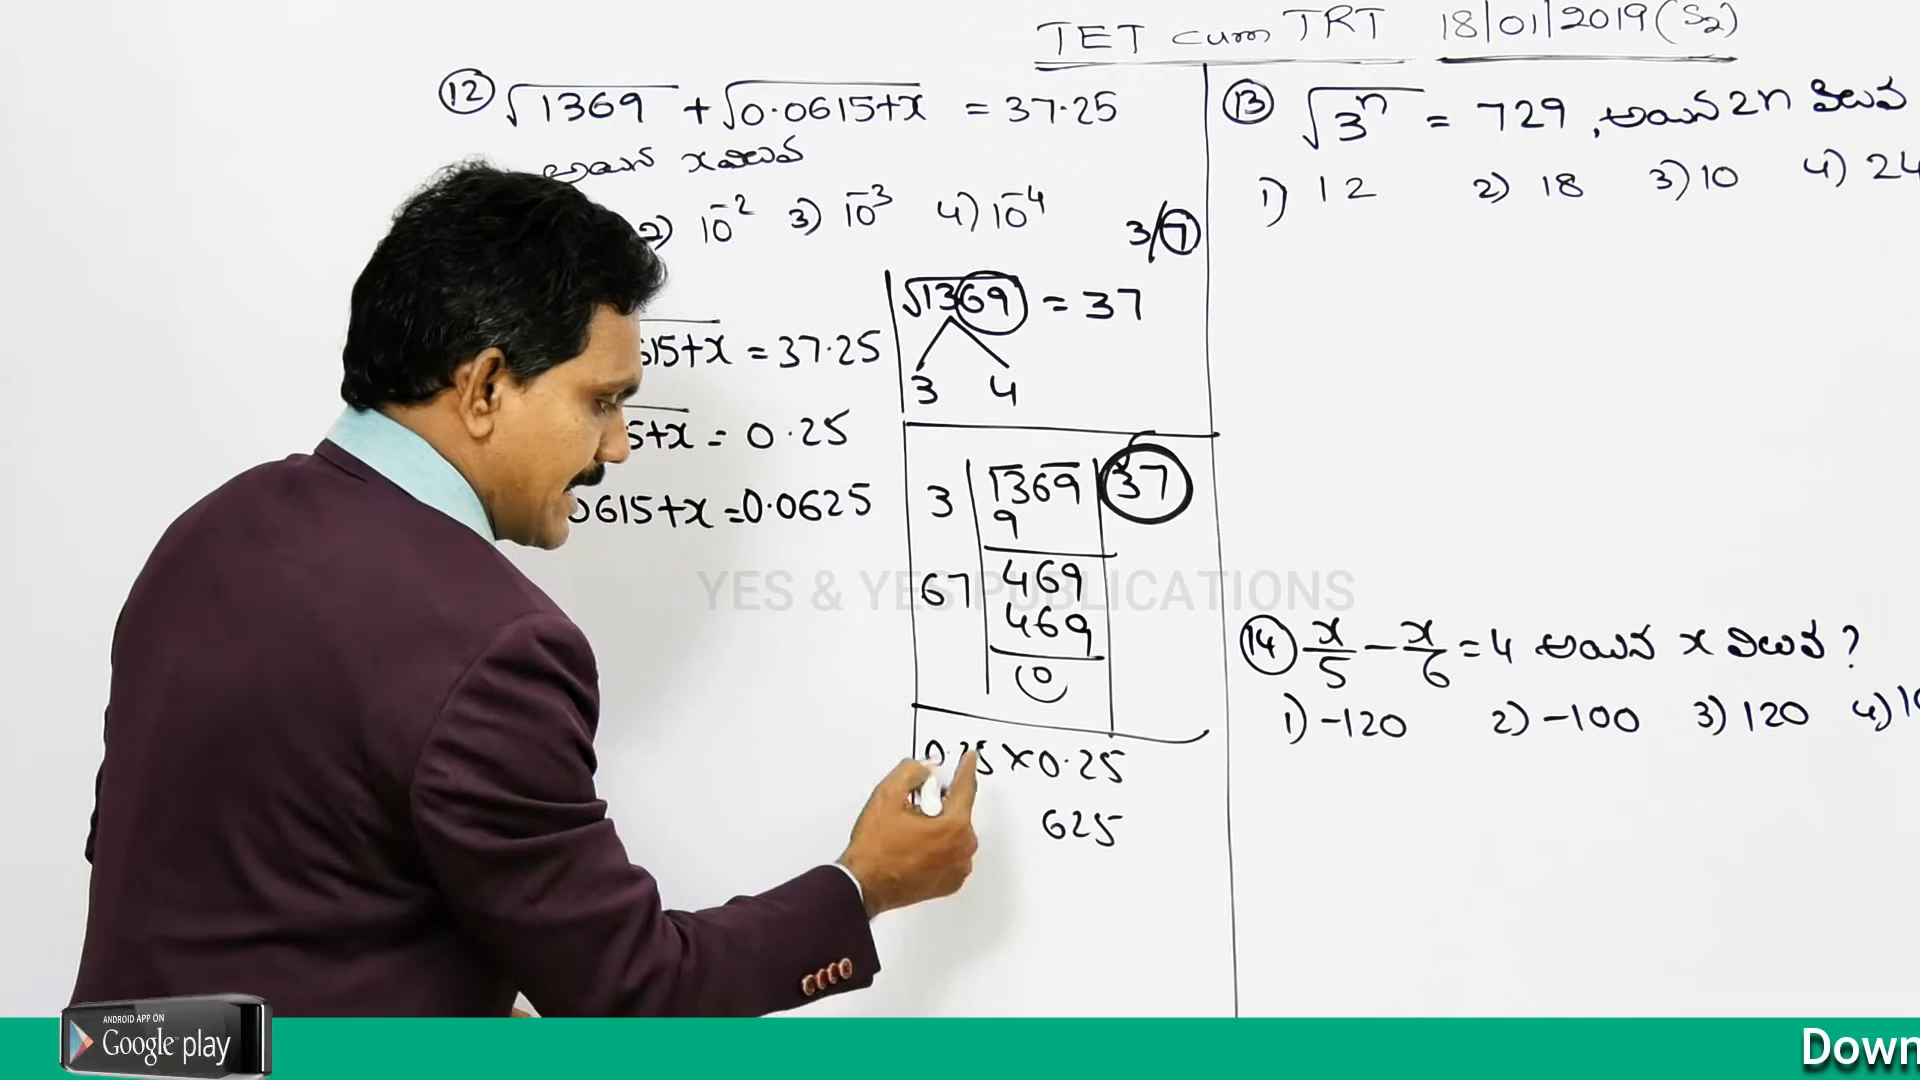 TET cum TRT 18/01/2019 (S2)
⑫ √1369 + √0.0615+x = 37.25
అయిన x విలువ
2) 10⁻² 3) 10⁻³ 4) 10⁻⁴
3/7
√1369 = 37
3 4
615+x = 37.25
5+x = 0.25
0615+x = 0.0625
3 1369 37
9
67 469
469
0
0.25 × 0.25
625
⑬ √3ⁿ = 729, అయిన 2n విలువ
1) 12 2) 18 3) 10 4) 24
⑭ x/5 − x/6 = 4 అయిన x విలువ ?
1) -120 2) -100 3) 120 4) 10
YES & YES PUBLICATIONS
ANDROID APP ON
Google play
Down